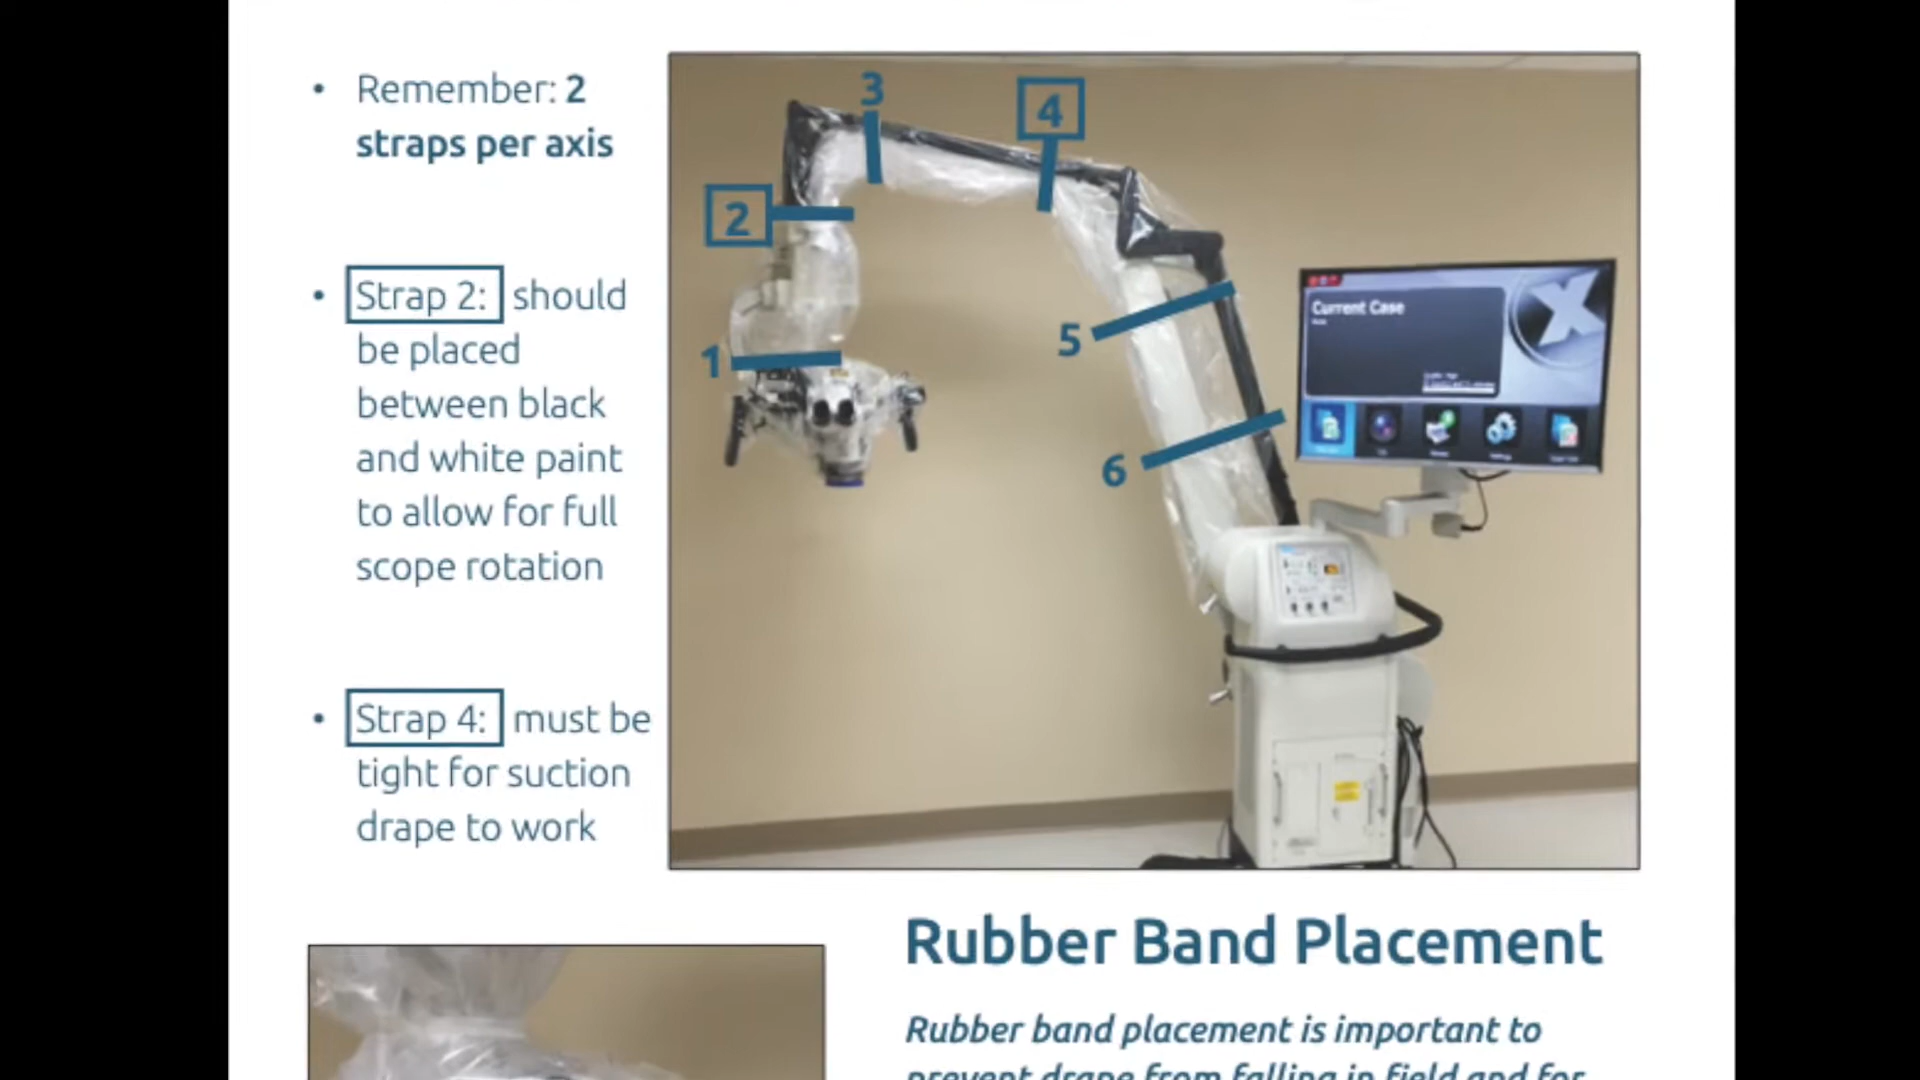 • Remember: 2
straps per axis
• Strap 2: should
be placed
between black
and white paint
to allow for full
scope rotation
• Strap 4: must be
tight for suction
drape to work
3
4
2
1
5
6
Current Case
Rubber Band Placement
Rubber band placement is important to
prevent drape from falling in field and for